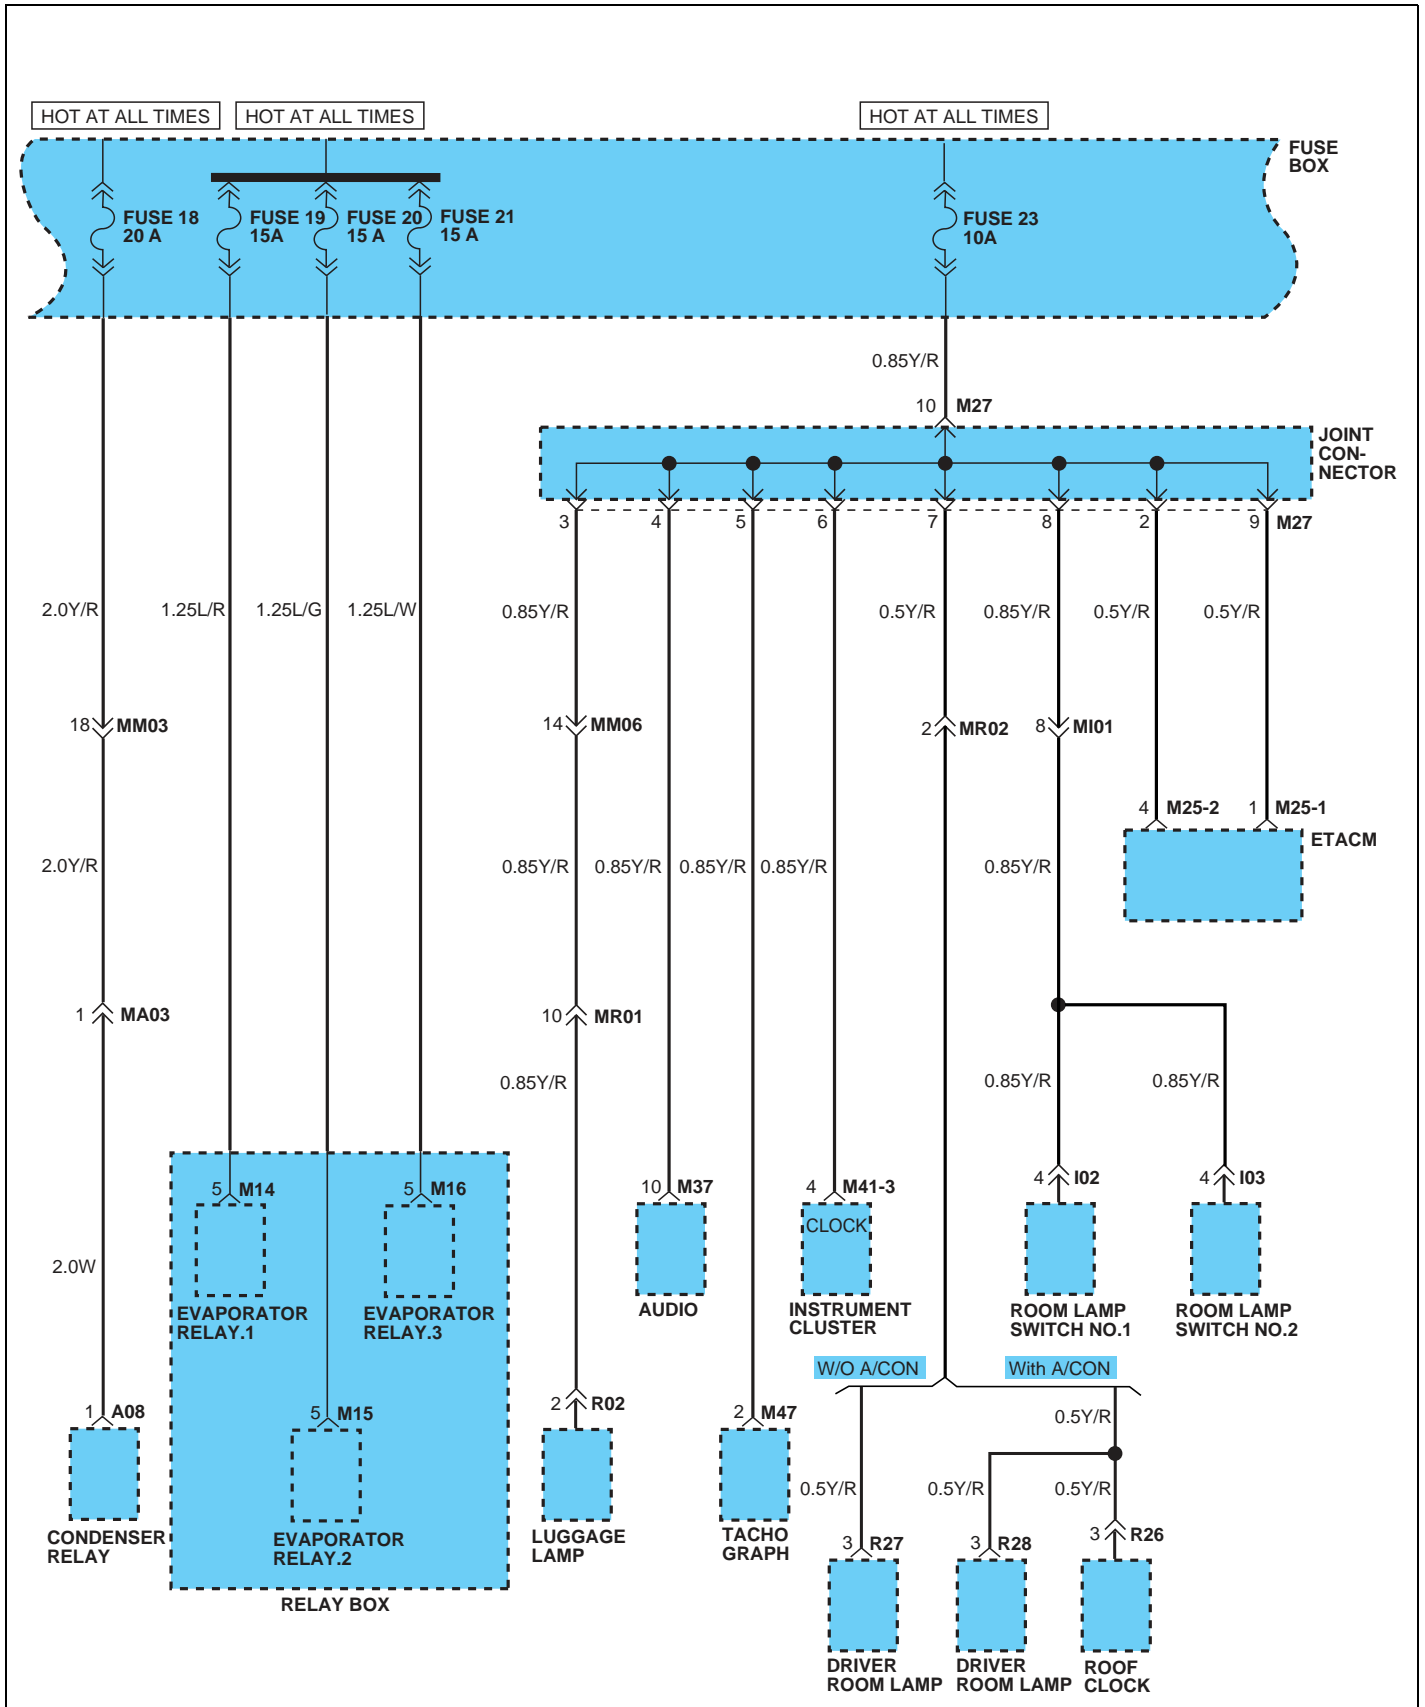 HOT AT ALL TIMES
HOT AT ALL TIMES
HOT AT ALL TIMES
FUSE
BOX
FUSE 18
20 A
FUSE 19
15A
FUSE 20
15 A
FUSE 21
15 A
FUSE 23
10A
0.85Y/R
10 M27
JOINT
CON-
NECTOR
3 4 5 6 7 8 2 9 M27
2.0Y/R 1.25L/R 1.25L/G 1.25L/W 0.85Y/R 0.5Y/R 0.85Y/R 0.5Y/R 0.5Y/R
18 MM03
14 MM06
2 MR02
8 MI01
4 M25-2
1 M25-1
ETACM
2.0Y/R 0.85Y/R 0.85Y/R 0.85Y/R 0.85Y/R 0.85Y/R
1 MA03
10 MR01
0.85Y/R 0.85Y/R 0.85Y/R
5 M14
5 M16
10 M37
4 M41-3
4 I02
4 I03
CLOCK
2.0W
EVAPORATOR
RELAY.1
EVAPORATOR
RELAY.3
AUDIO
INSTRUMENT
CLUSTER
ROOM LAMP
SWITCH NO.1
ROOM LAMP
SWITCH NO.2
W/O A/CON
With A/CON
1 A08
5 M15
2 R02
2 M47
0.5Y/R
0.5Y/R 0.5Y/R 0.5Y/R
CONDENSER
RELAY
EVAPORATOR
RELAY.2
LUGGAGE
LAMP
TACHO
GRAPH
3 R27
3 R28
3 R26
RELAY BOX
DRIVER
ROOM LAMP
DRIVER
ROOM LAMP
ROOF
CLOCK